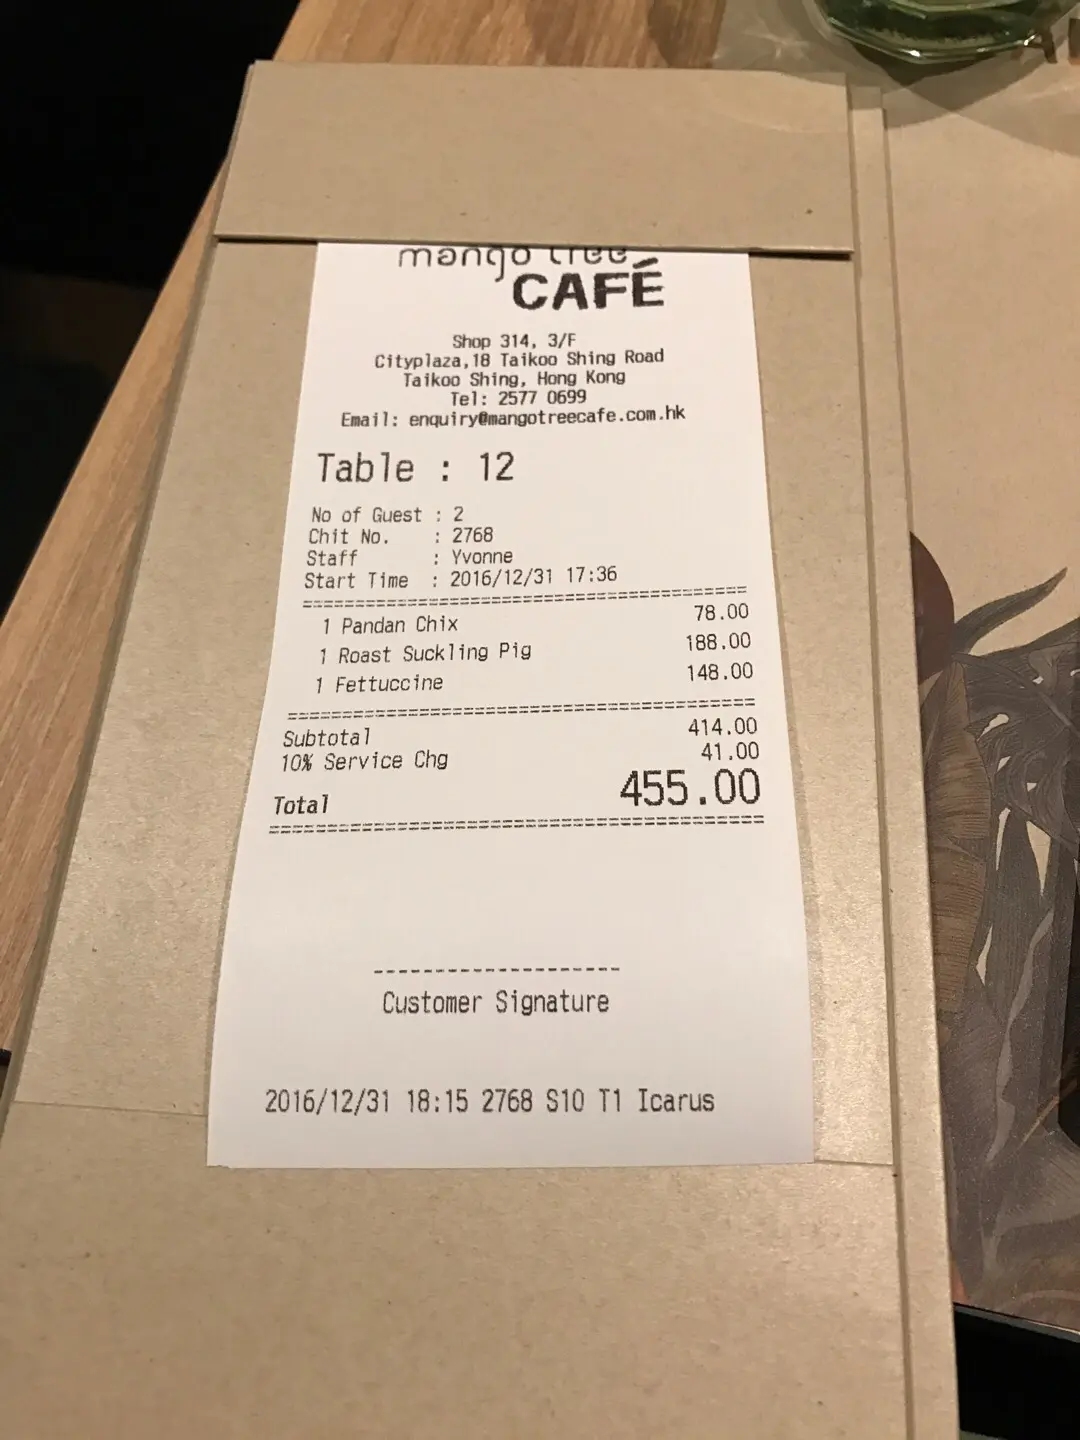 mango tree
CAFÉ
Shop 314, 3/F
Cityplaza,18 Taikoo Shing Road
Taikoo Shing, Hong Kong
Tel: 2577 0699
Email: enquiry@mangotreecafe.com.hk
Table : 12
No of Guest : 2
Chit No. : 2768
Staff : Yvonne
Start Time : 2016/12/31 17:36
1 Pandan Chix 78.00
1 Roast Suckling Pig 188.00
1 Fettuccine 148.00
Subtotal 414.00
10% Service Chg 41.00
Total 455.00
Customer Signature
2016/12/31 18:15 2768 S10 T1 Icarus